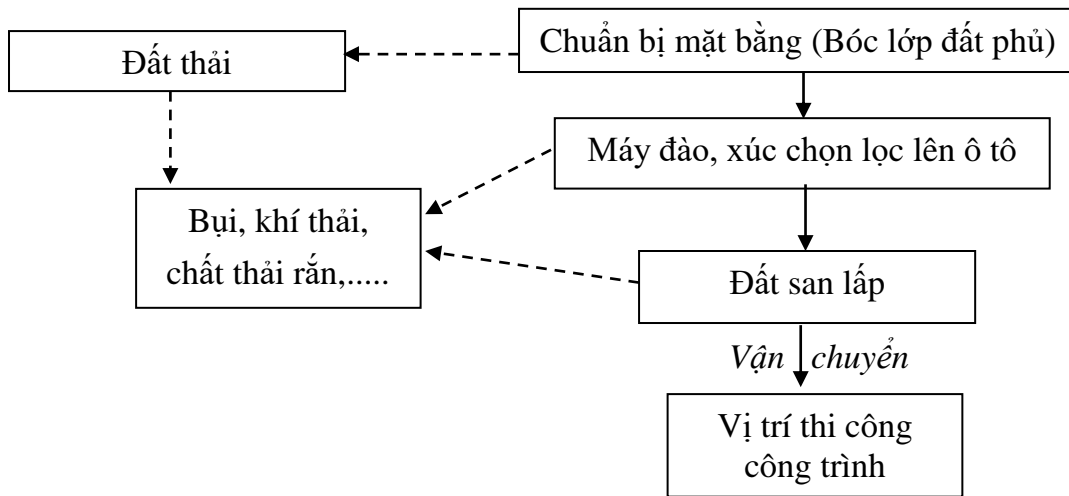 Chuẩn bị mặt bằng (Bóc lớp đất phủ)
Đất thải
Máy đào, xúc chọn lọc lên ô tô
Bụi, khí thải,
chất thải rắn,.....
Đất san lấp
Vận chuyển
Vị trí thi công
công trình